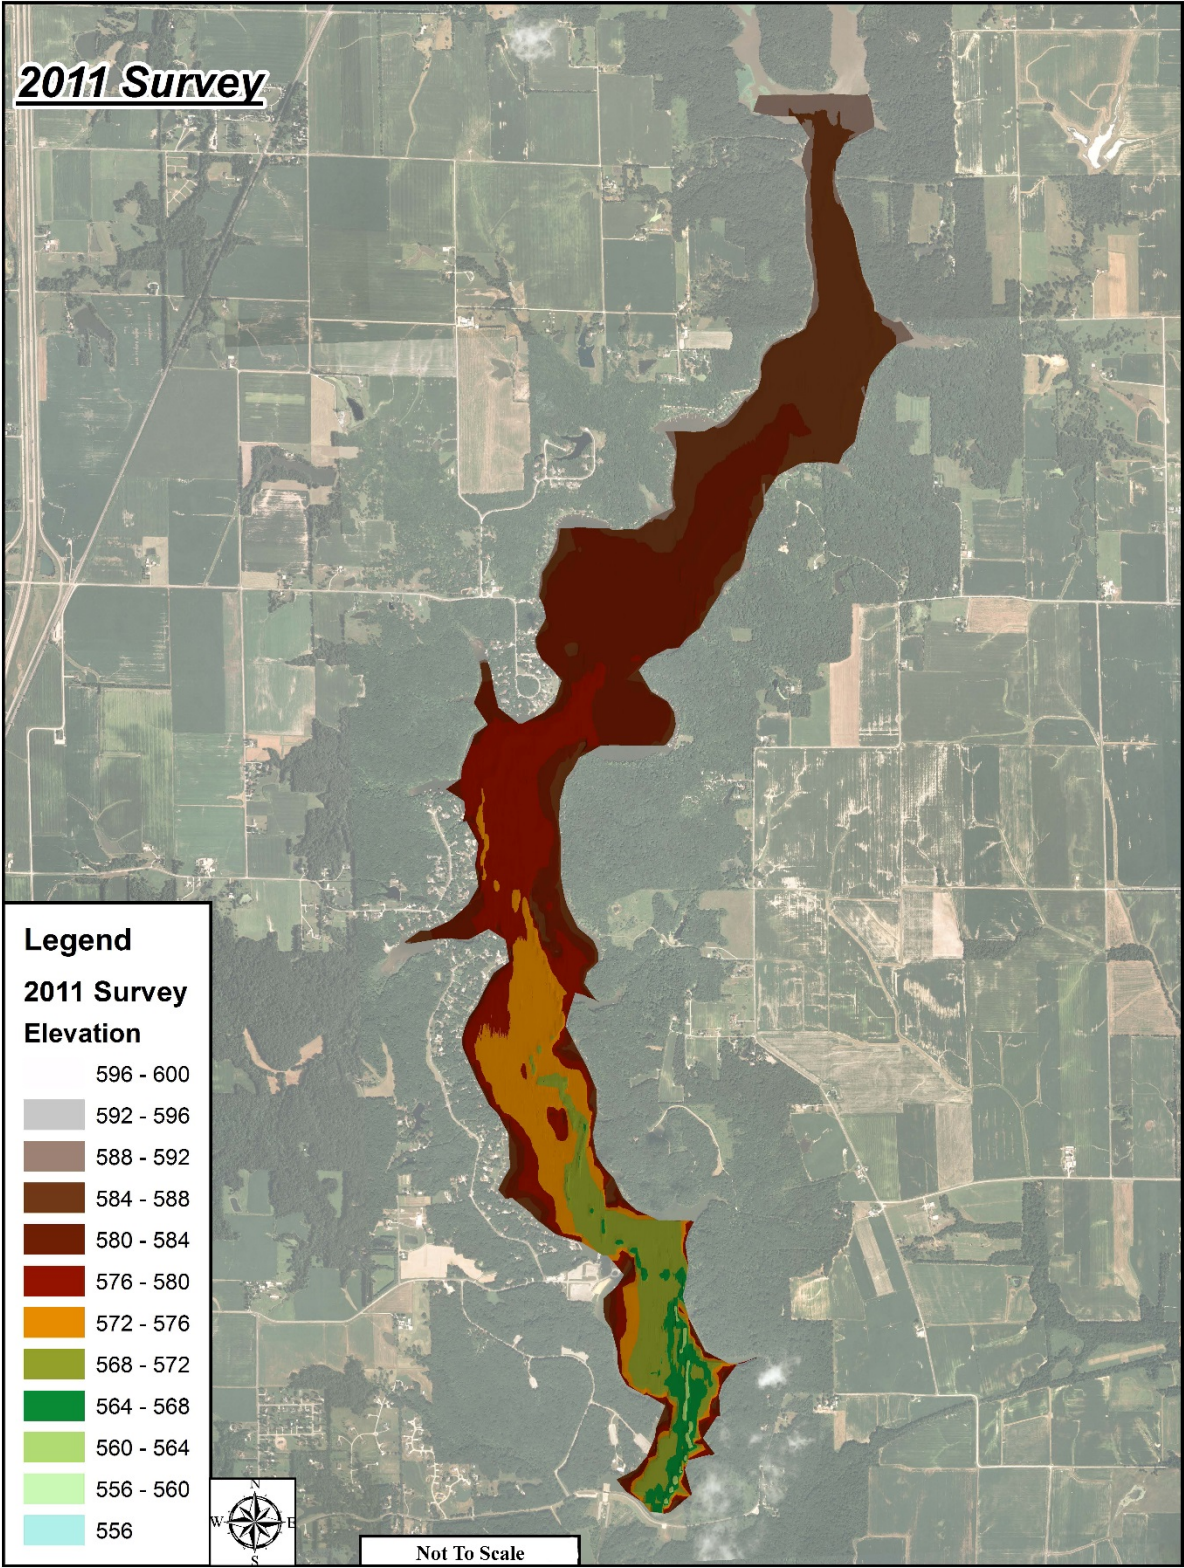 2011 Survey
Legend
2011 Survey
Elevation
596 - 600
592 - 596
588 - 592
584 - 588
580 - 584
576 - 580
572 - 576
568 - 572
564 - 568
560 - 564
556 - 560
556
N
W E
S
Not To Scale